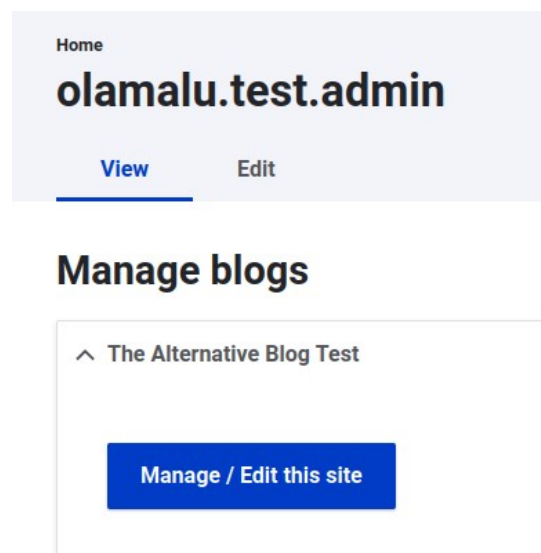 Home
olamalu.test.admin
View Edit
Manage blogs
The Alternative Blog Test
Manage / Edit this site